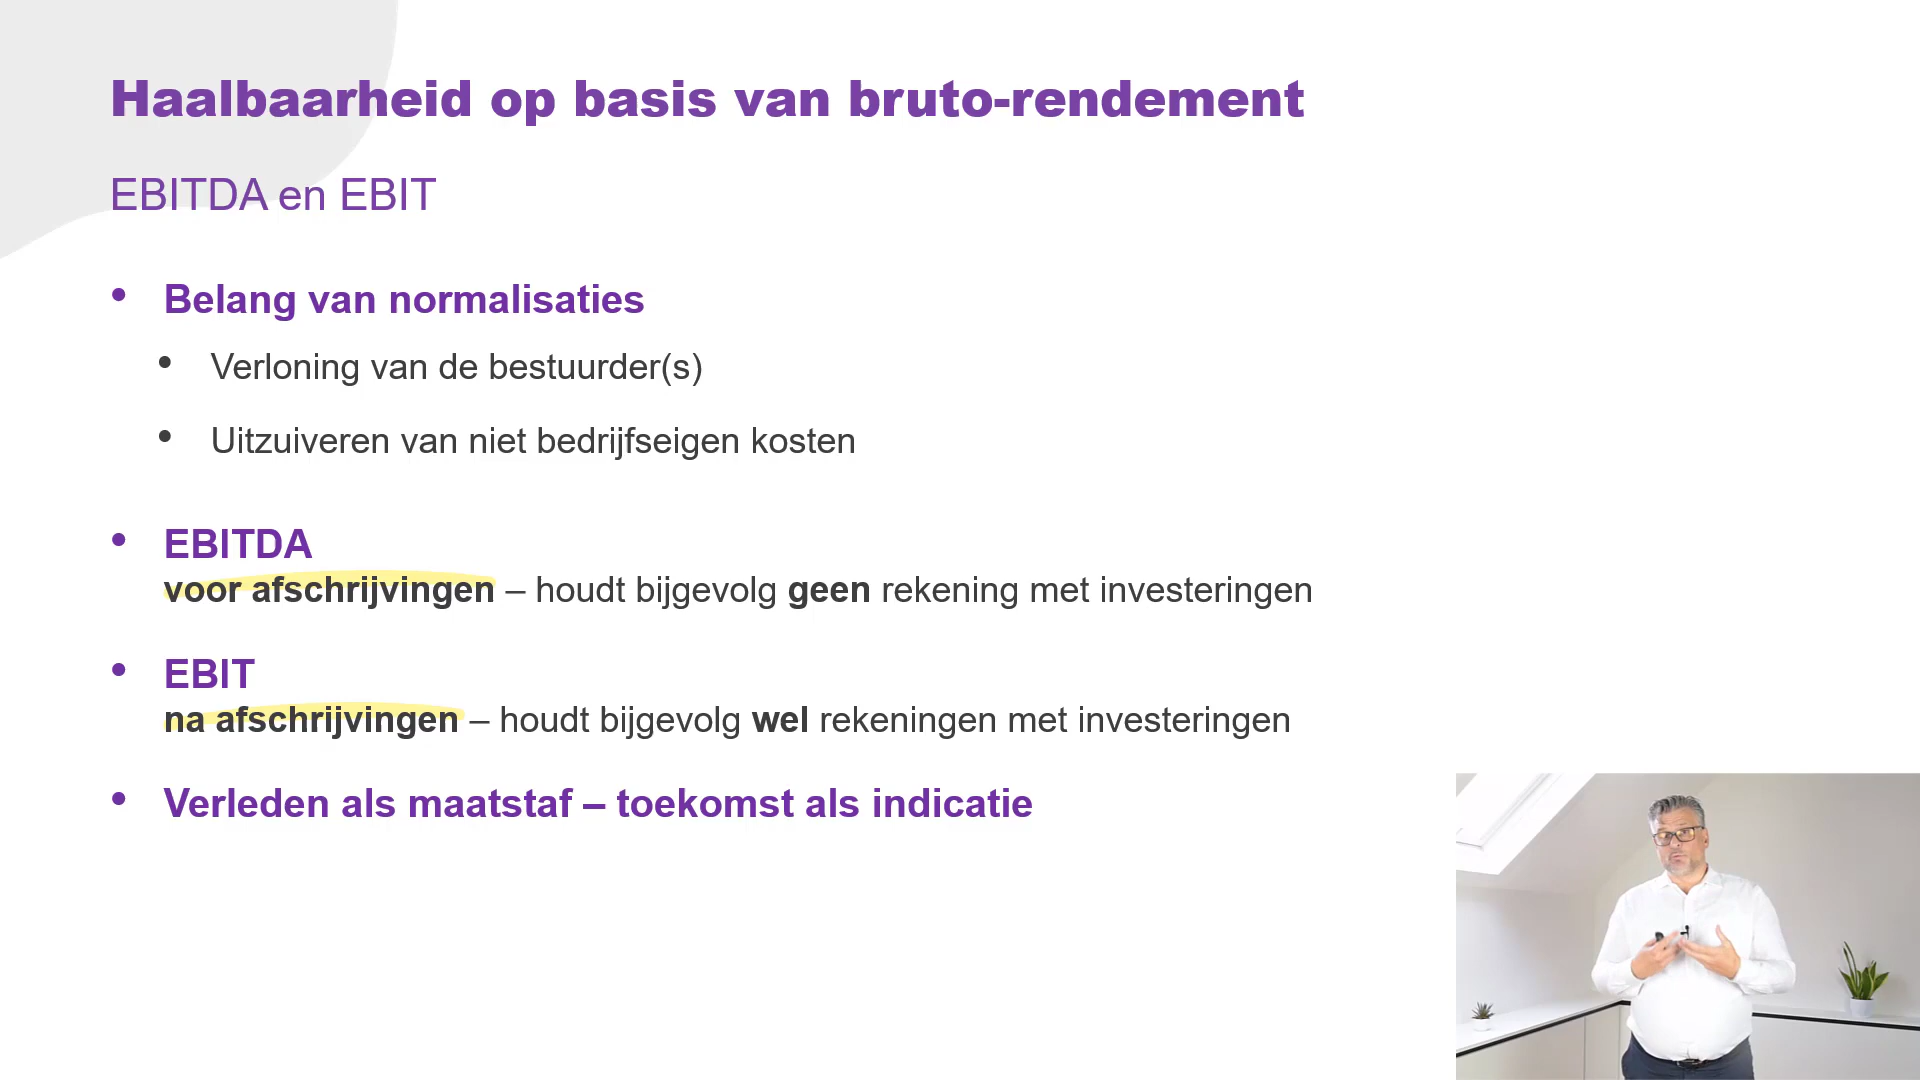 Haalbaarheid op basis van bruto-rendement
EBITDA en EBIT
• Belang van normalisaties
• Verloning van de bestuurder(s)
• Uitzuiveren van niet bedrijfseigen kosten
• EBITDA
voor afschrijvingen – houdt bijgevolg geen rekening met investeringen
• EBIT
na afschrijvingen – houdt bijgevolg wel rekeningen met investeringen
• Verleden als maatstaf – toekomst als indicatie